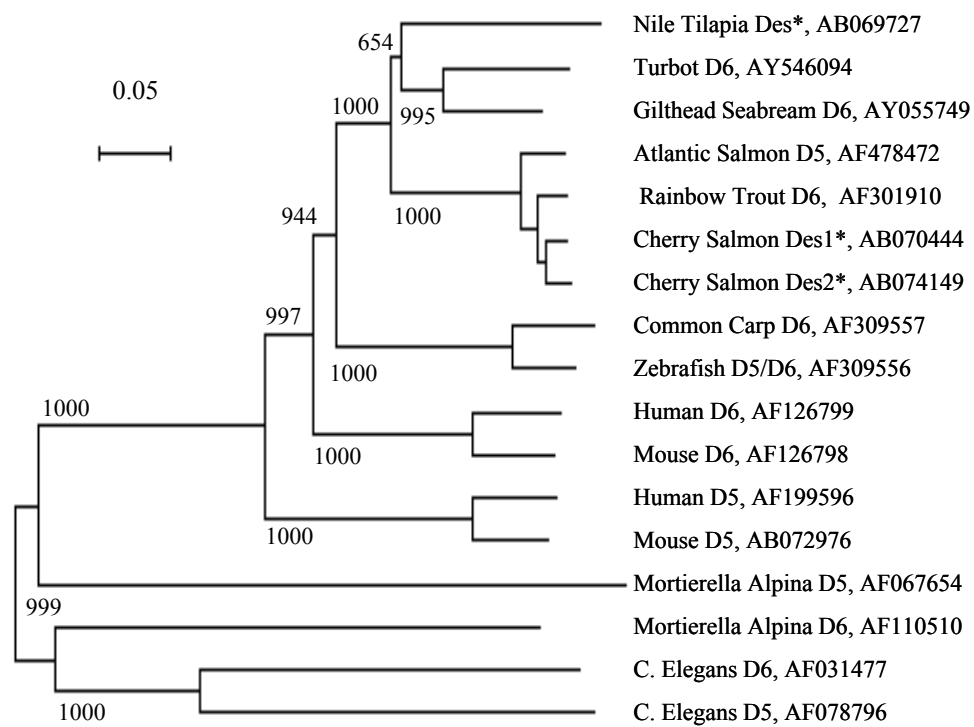 Nile Tilapia Des*, AB069727
654
Turbot D6, AY546094
0.05
1000
995
Gilthead Seabream D6, AY055749
Atlantic Salmon D5, AF478472
Rainbow Trout D6, AF301910
944
1000
Cherry Salmon Des1*, AB070444
Cherry Salmon Des2*, AB074149
997
Common Carp D6, AF309557
1000
Zebrafish D5/D6, AF309556
1000
Human D6, AF126799
1000
Mouse D6, AF126798
Human D5, AF199596
1000
Mouse D5, AB072976
Mortierella Alpina D5, AF067654
999
Mortierella Alpina D6, AF110510
C. Elegans D6, AF031477
1000
C. Elegans D5, AF078796